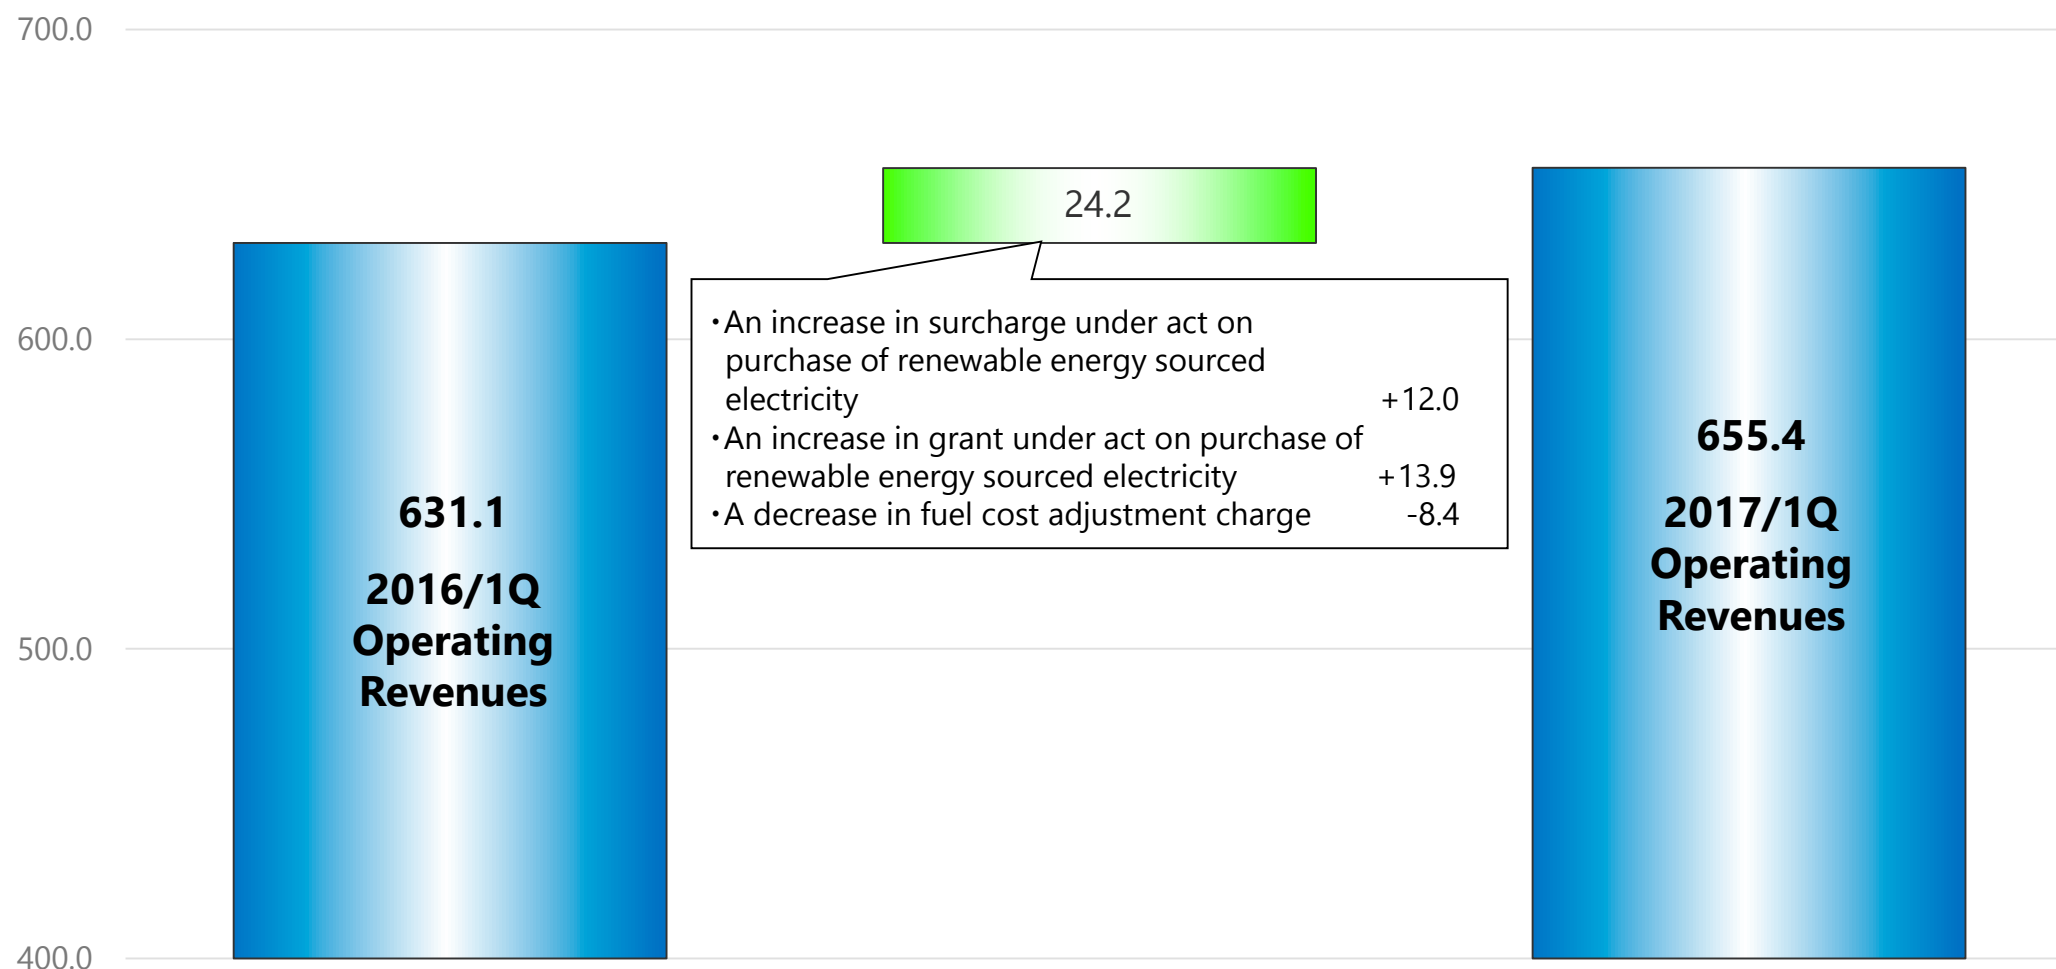 700.0
24.2
・An increase in surcharge under act on
purchase of renewable energy sourced
electricity +12.0
・An increase in grant under act on purchase of
renewable energy sourced electricity +13.9
・A decrease in fuel cost adjustment charge -8.4
600.0
631.1
2016/1Q
Operating
Revenues
655.4
2017/1Q
Operating
Revenues
500.0
400.0